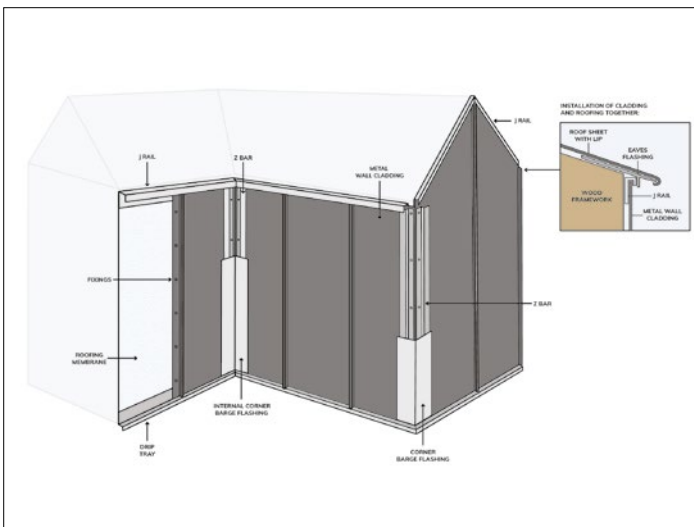 INSTALLATION OF CLADDING
AND ROOFING TOGETHER:
ROOF SHEET
WITH LIP
EAVES
FLASHING
WOOD
FRAMEWORK
J RAIL
METAL WALL
CLADDING
J RAIL
J RAIL
Z BAR
METAL
WALL CLADDING
FIXINGS
Z BAR
ROOFING
MEMBRANE
INTERNAL CORNER
BARGE FLASHING
DRIP
TRAY
CORNER
BARGE FLASHING